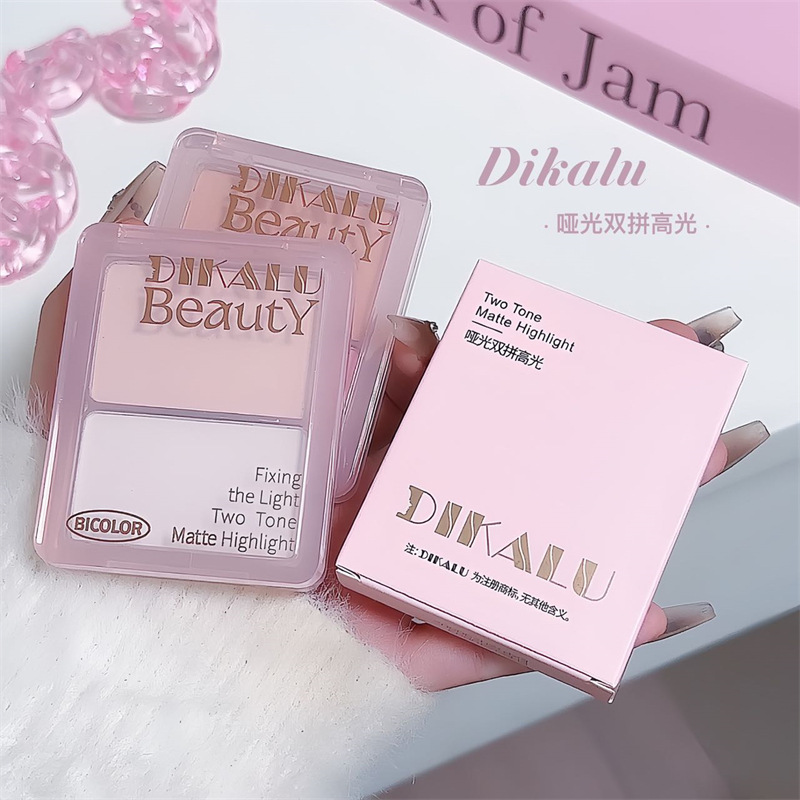 of Jam
Dikalu
·哑光双拼高光·
DIKALU
Beauty
DIKALU
Beauty
Fixing
the Light
Two Tone
Matte Highlight
BICOLOR
Two Tone
Matte Highlight
哑光双拼高光
DIKALU
注:DIKALU 为注册商标,无其他含义。